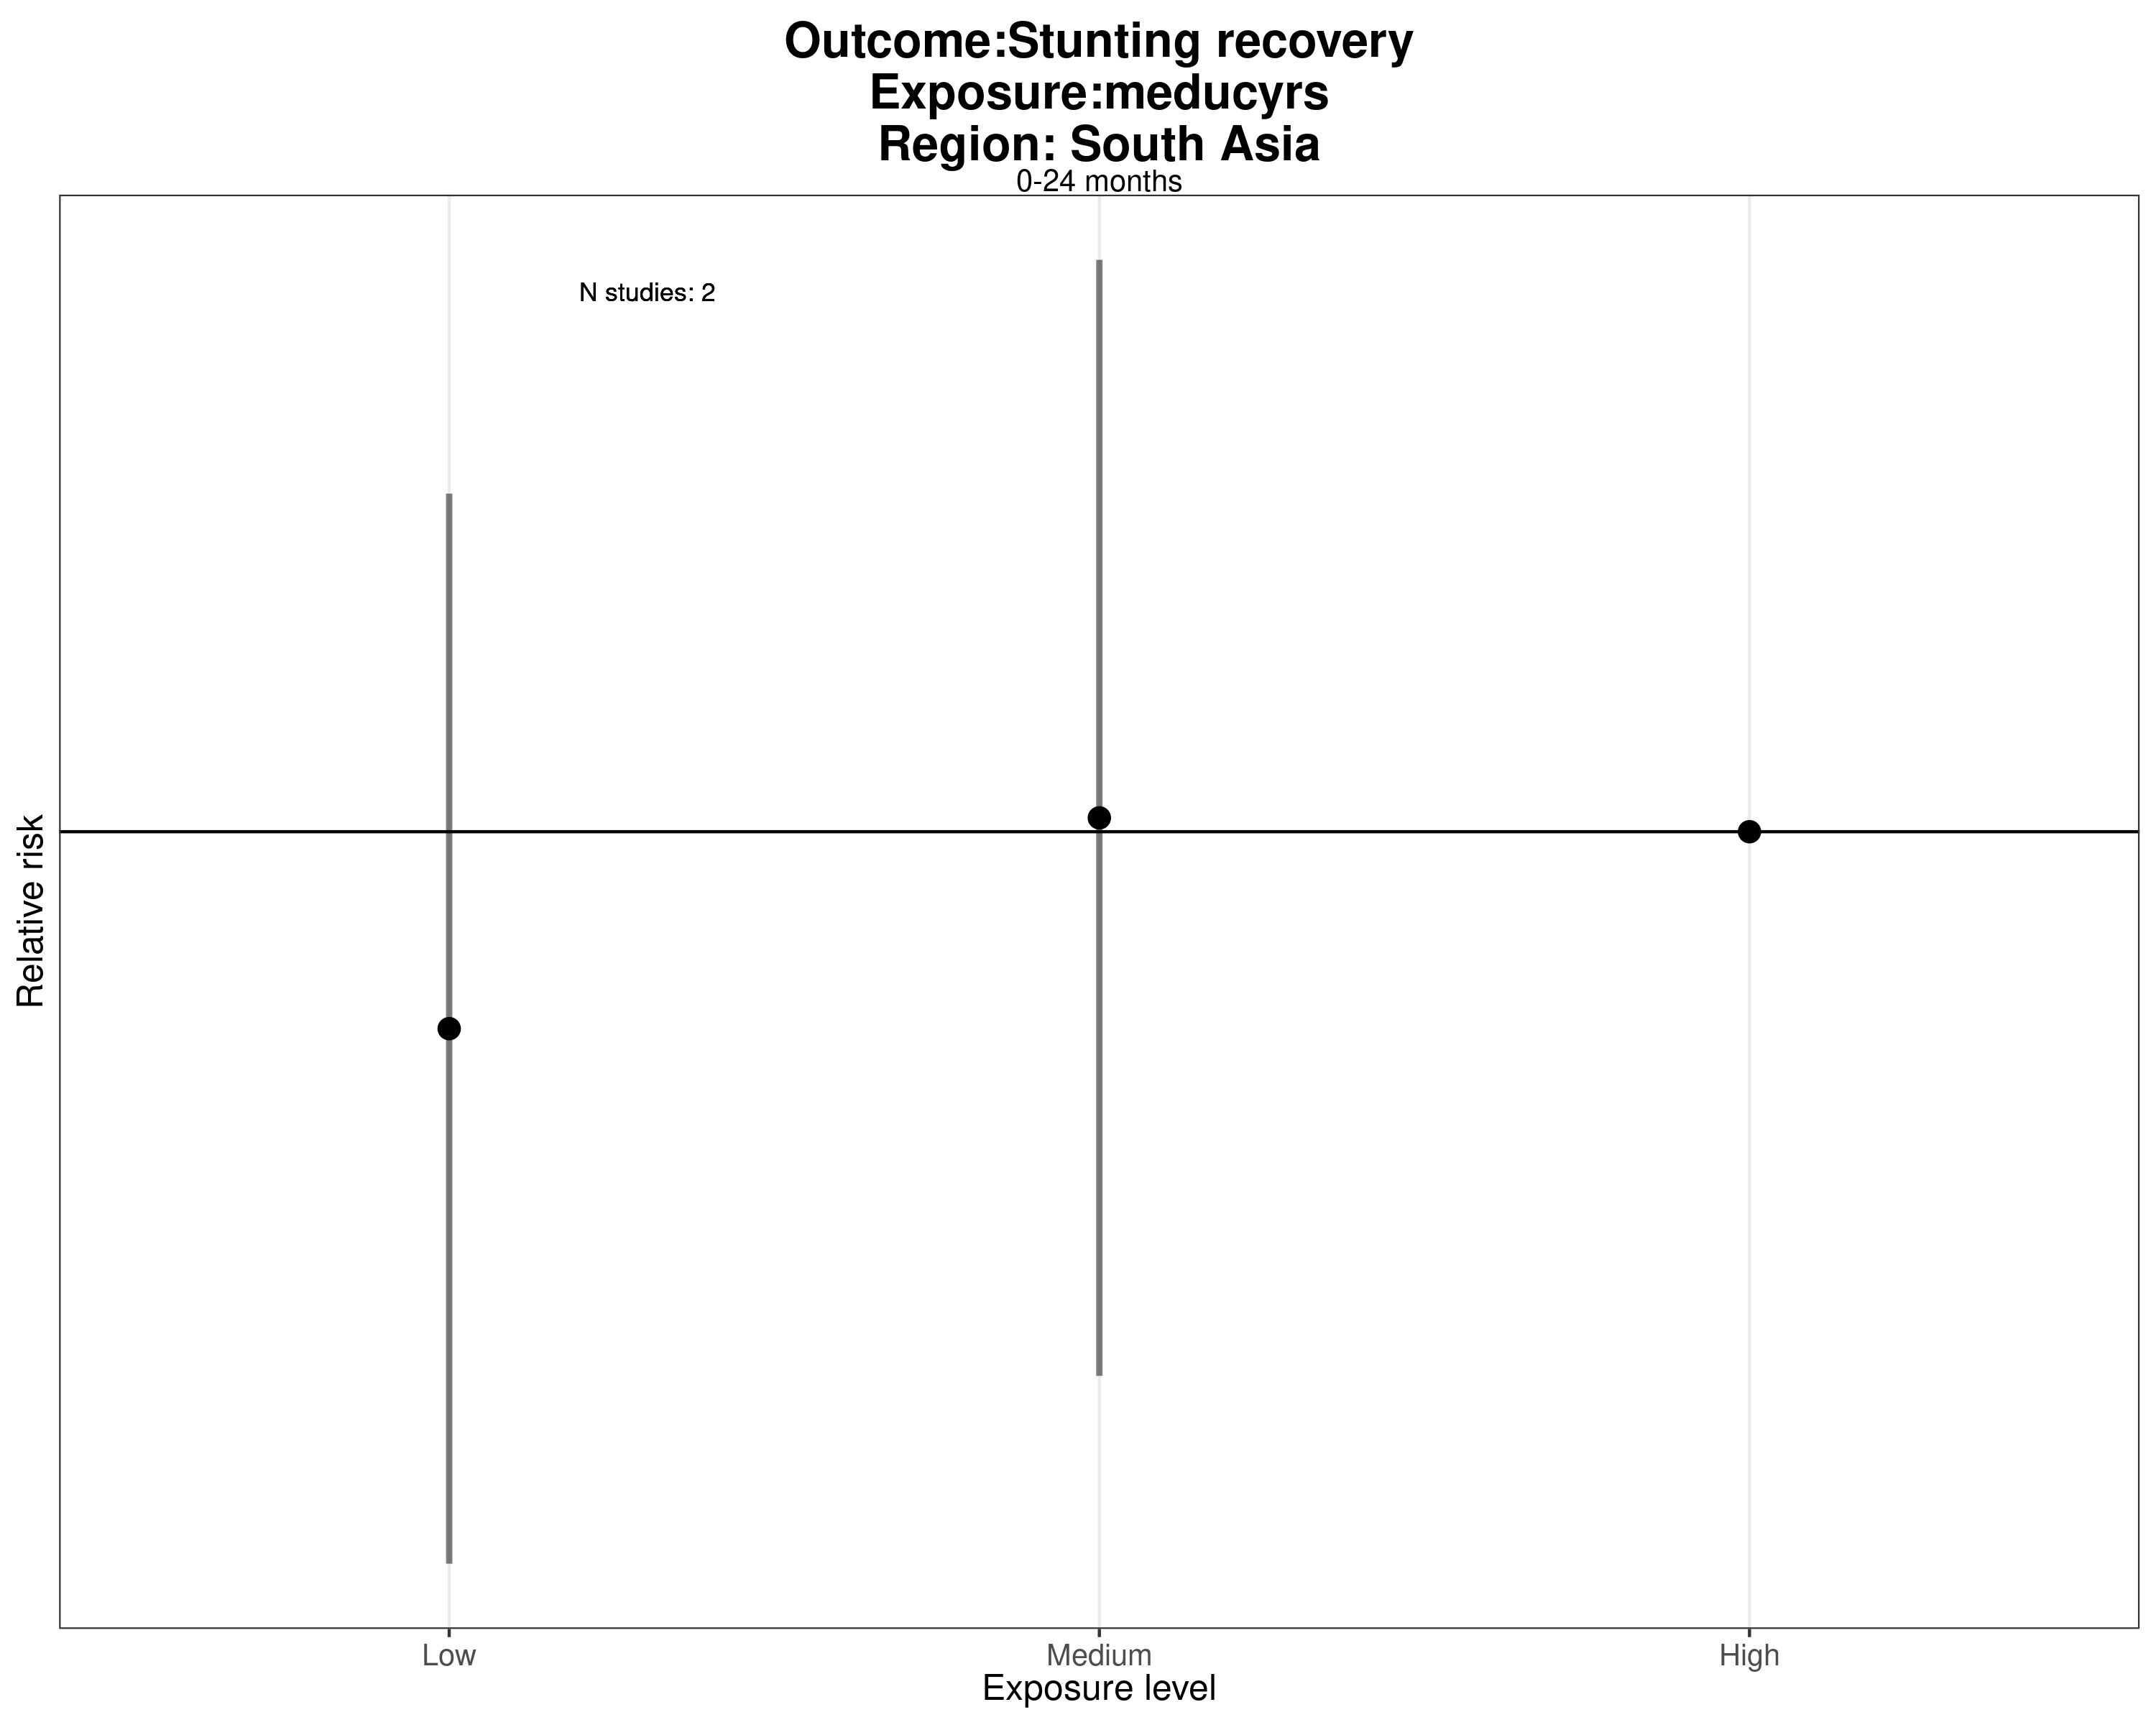 Outcome:Stunting recovery
Exposure:meducyrs
Region: South Asia
0-24 months
N studies: 2
Relative risk
Low
Medium
High
Exposure level